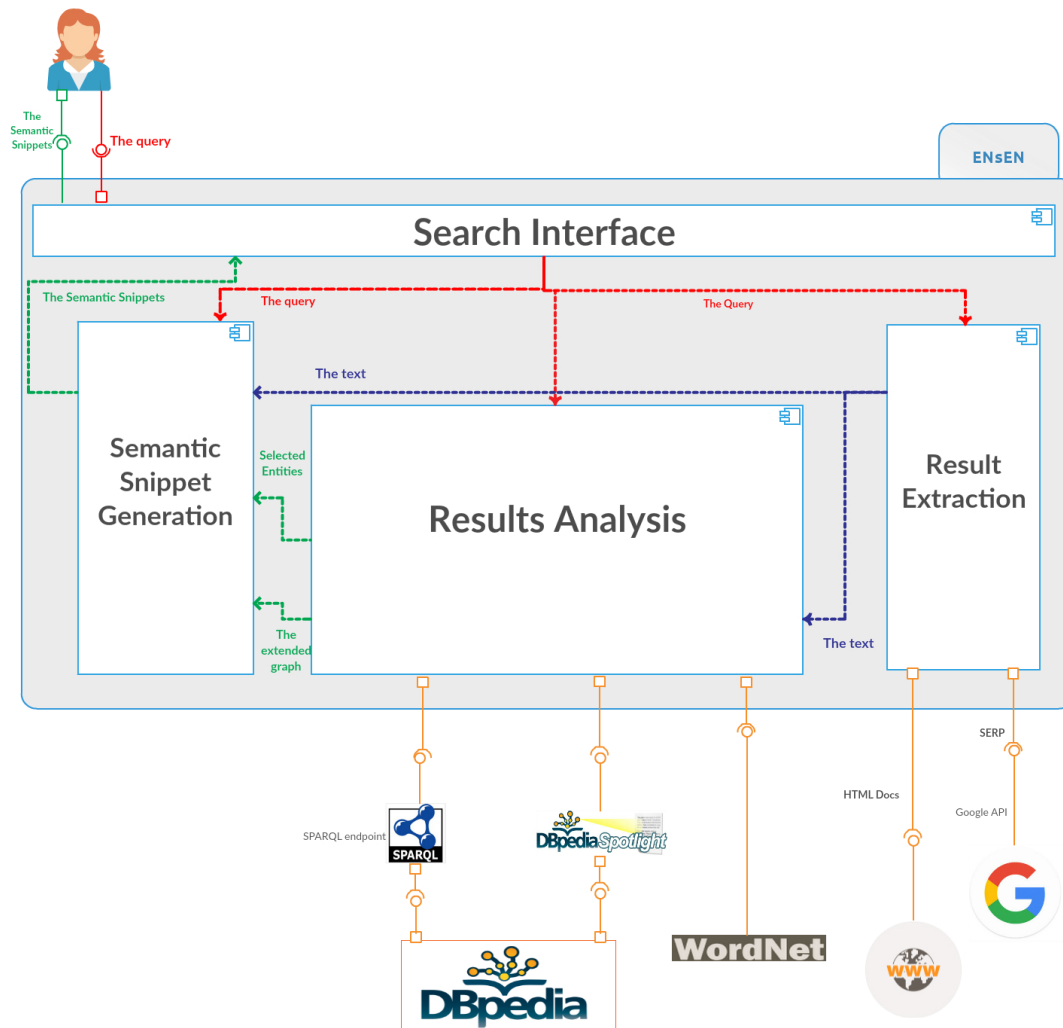 The
Semantic
Snippets
The query
ENsEN
Search Interface
The Semantic Snippets
The query
The Query
The text
Semantic
Snippet
Generation
Selected
Entities
Results Analysis
Result
Extraction
The
extended
graph
The text
SERP
HTML Docs
Google API
SPARQL endpoint
SPARQL
DBpedia Spotlight
WordNet
www
DBpedia